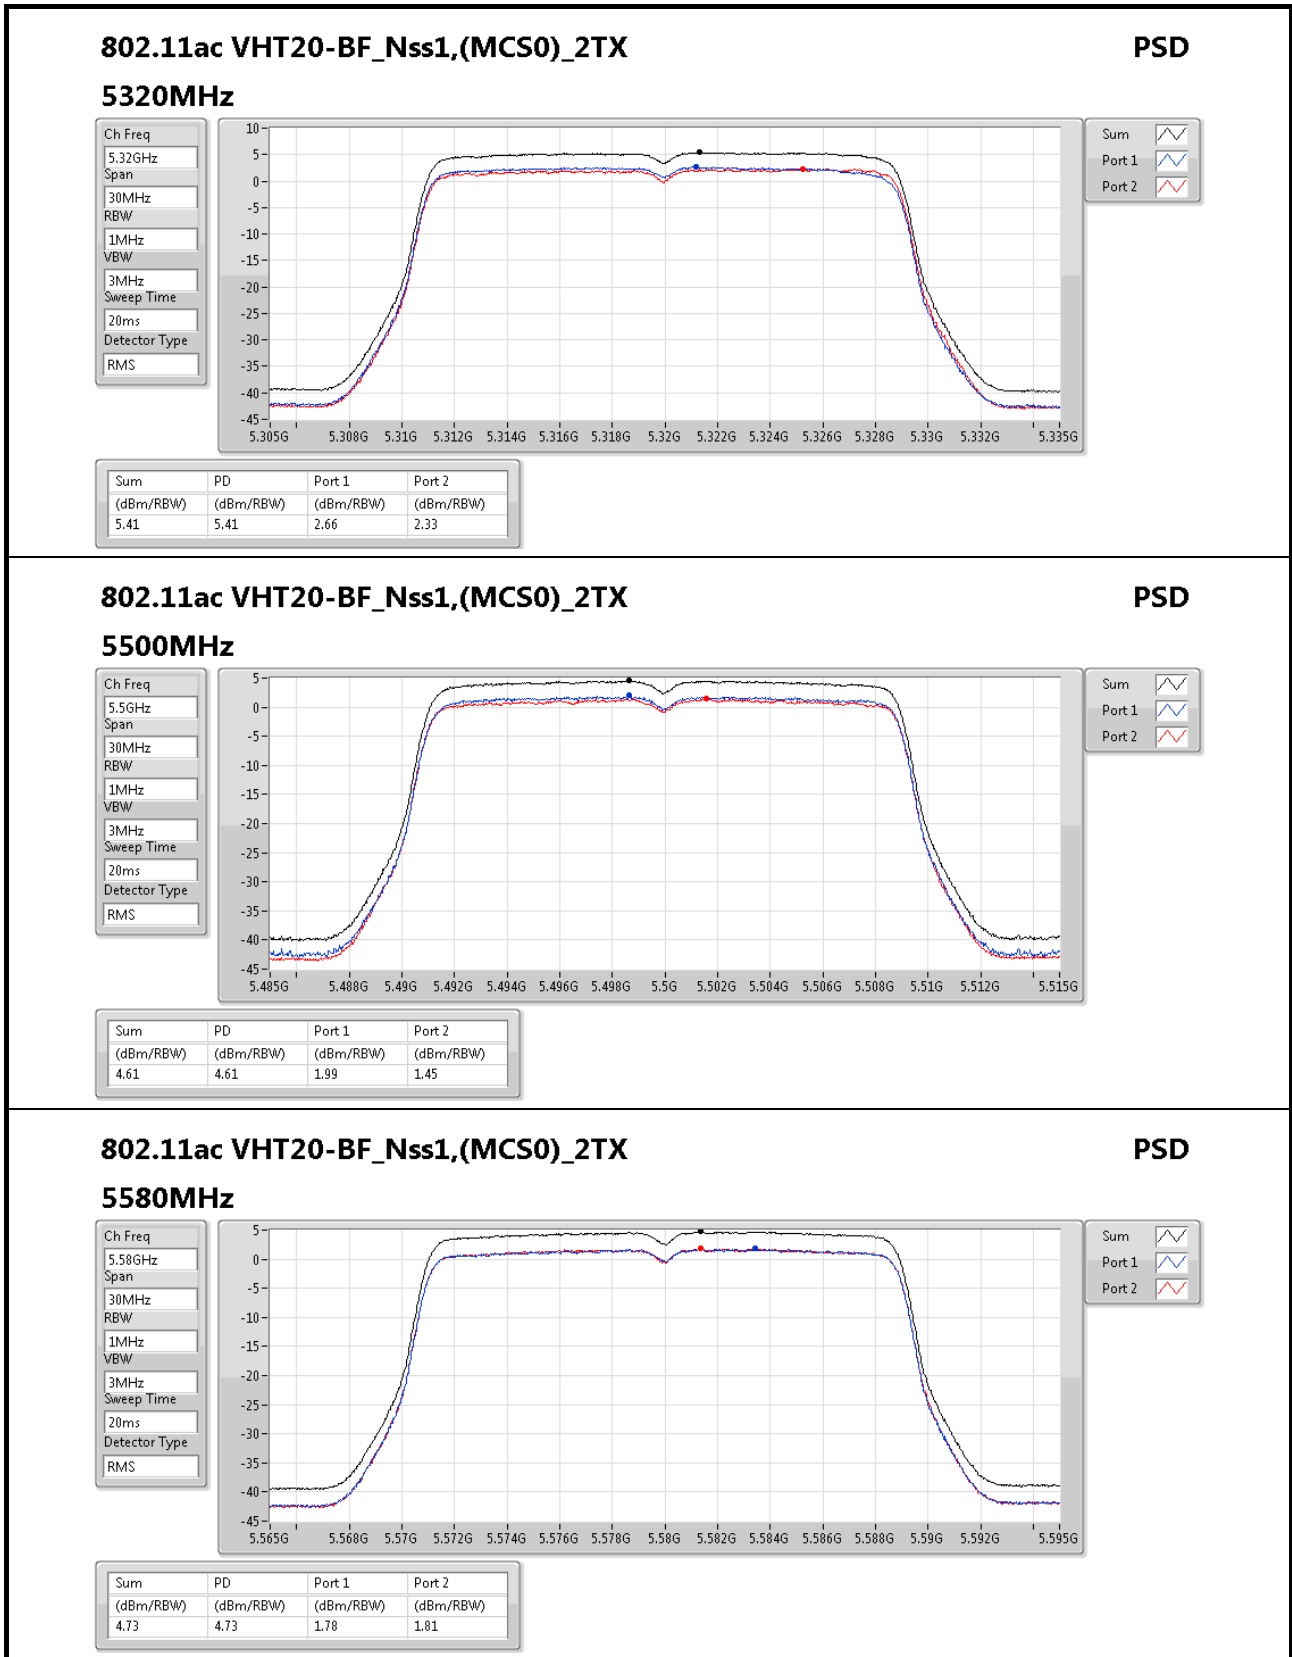 802.11ac VHT20-BF_Nss1,(MCS0)_2TX PSD
5320MHz
Ch Freq
5.32GHz
Span
30MHz
RBW
1MHz
VBW
3MHz
Sweep Time
20ms
Detector Type
RMS
10
5
0
-5
-10
-15
-20
-25
-30
-35
-40
-45
5.305G 5.308G 5.31G 5.312G 5.314G 5.316G 5.318G 5.32G 5.322G 5.324G 5.326G 5.328G 5.33G 5.332G 5.335G
Sum
Port 1
Port 2
Sum PD Port 1 Port 2
(dBm/RBW) (dBm/RBW) (dBm/RBW) (dBm/RBW)
5.41 5.41 2.66 2.33
802.11ac VHT20-BF_Nss1,(MCS0)_2TX PSD
5500MHz
Ch Freq
5.5GHz
Span
30MHz
RBW
1MHz
VBW
3MHz
Sweep Time
20ms
Detector Type
RMS
5
0
-5
-10
-15
-20
-25
-30
-35
-40
-45
5.485G 5.488G 5.49G 5.492G 5.494G 5.496G 5.498G 5.5G 5.502G 5.504G 5.506G 5.508G 5.51G 5.512G 5.515G
Sum
Port 1
Port 2
Sum PD Port 1 Port 2
(dBm/RBW) (dBm/RBW) (dBm/RBW) (dBm/RBW)
4.61 4.61 1.99 1.45
802.11ac VHT20-BF_Nss1,(MCS0)_2TX PSD
5580MHz
Ch Freq
5.58GHz
Span
30MHz
RBW
1MHz
VBW
3MHz
Sweep Time
20ms
Detector Type
RMS
5
0
-5
-10
-15
-20
-25
-30
-35
-40
-45
5.565G 5.568G 5.57G 5.572G 5.574G 5.576G 5.578G 5.58G 5.582G 5.584G 5.586G 5.588G 5.59G 5.592G 5.595G
Sum
Port 1
Port 2
Sum PD Port 1 Port 2
(dBm/RBW) (dBm/RBW) (dBm/RBW) (dBm/RBW)
4.73 4.73 1.78 1.81